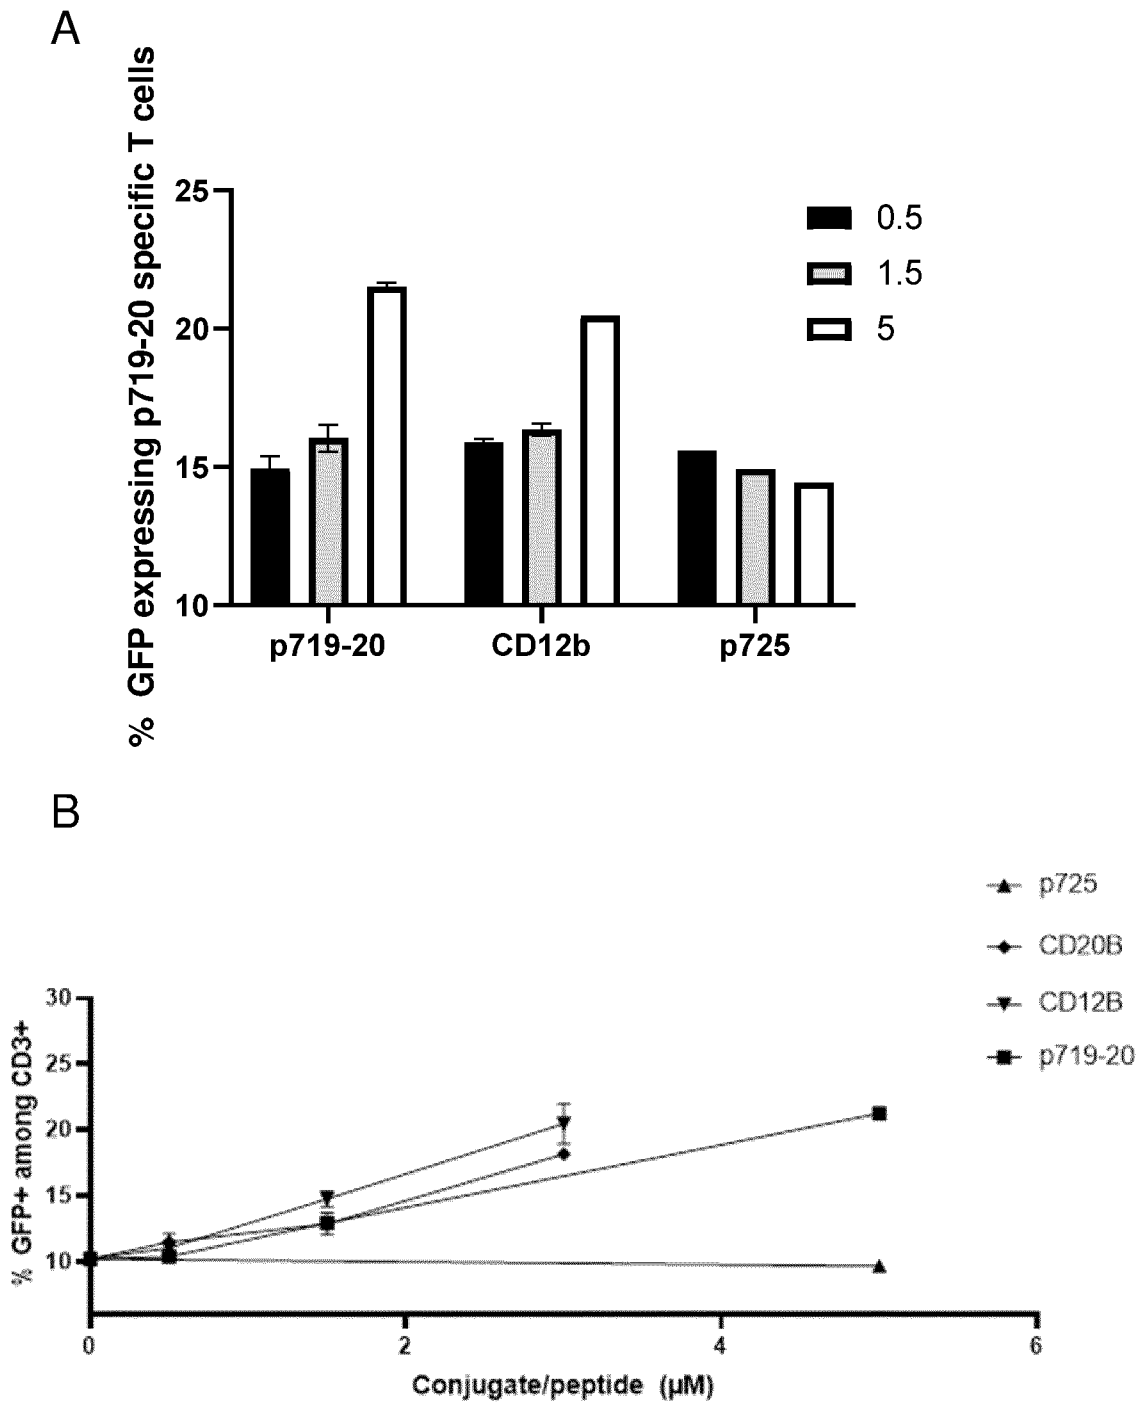 A
% GFP expressing p719-20 specific T cells
25
20
15
10
0.5
1.5
5
p719-20
CD12b
p725
B
p725
CD20B
CD12B
p719-20
% GFP+ among CD3+
30
25
20
15
10
0
2
4
6
Conjugate/peptide (µM)